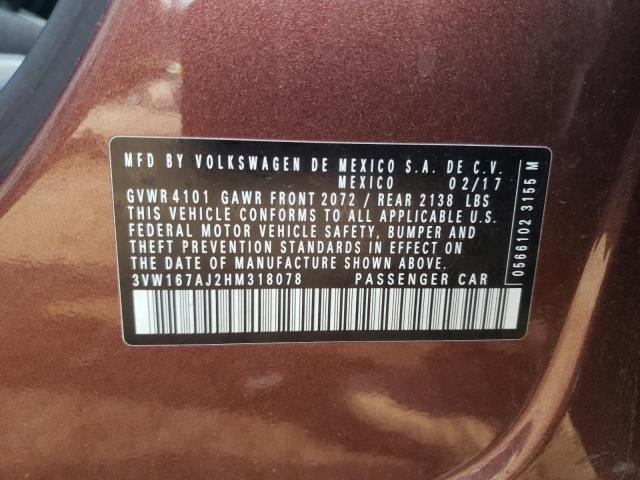 MFD BY VOLKSWAGEN DE MEXICO S.A. DE C.V.
MEXICO 02/17
GVWR 4101 GAWR FRONT 2072 / REAR 2138 LBS
THIS VEHICLE CONFORMS TO ALL APPLICABLE U.S.
FEDERAL MOTOR VEHICLE SAFETY, BUMPER AND
THEFT PREVENTION STANDARDS IN EFFECT ON
THE DATE OF MANUFACTURE SHOWN ABOVE.
3VW167AJ2HM318078 PASSENGER CAR
0566102 3155 M